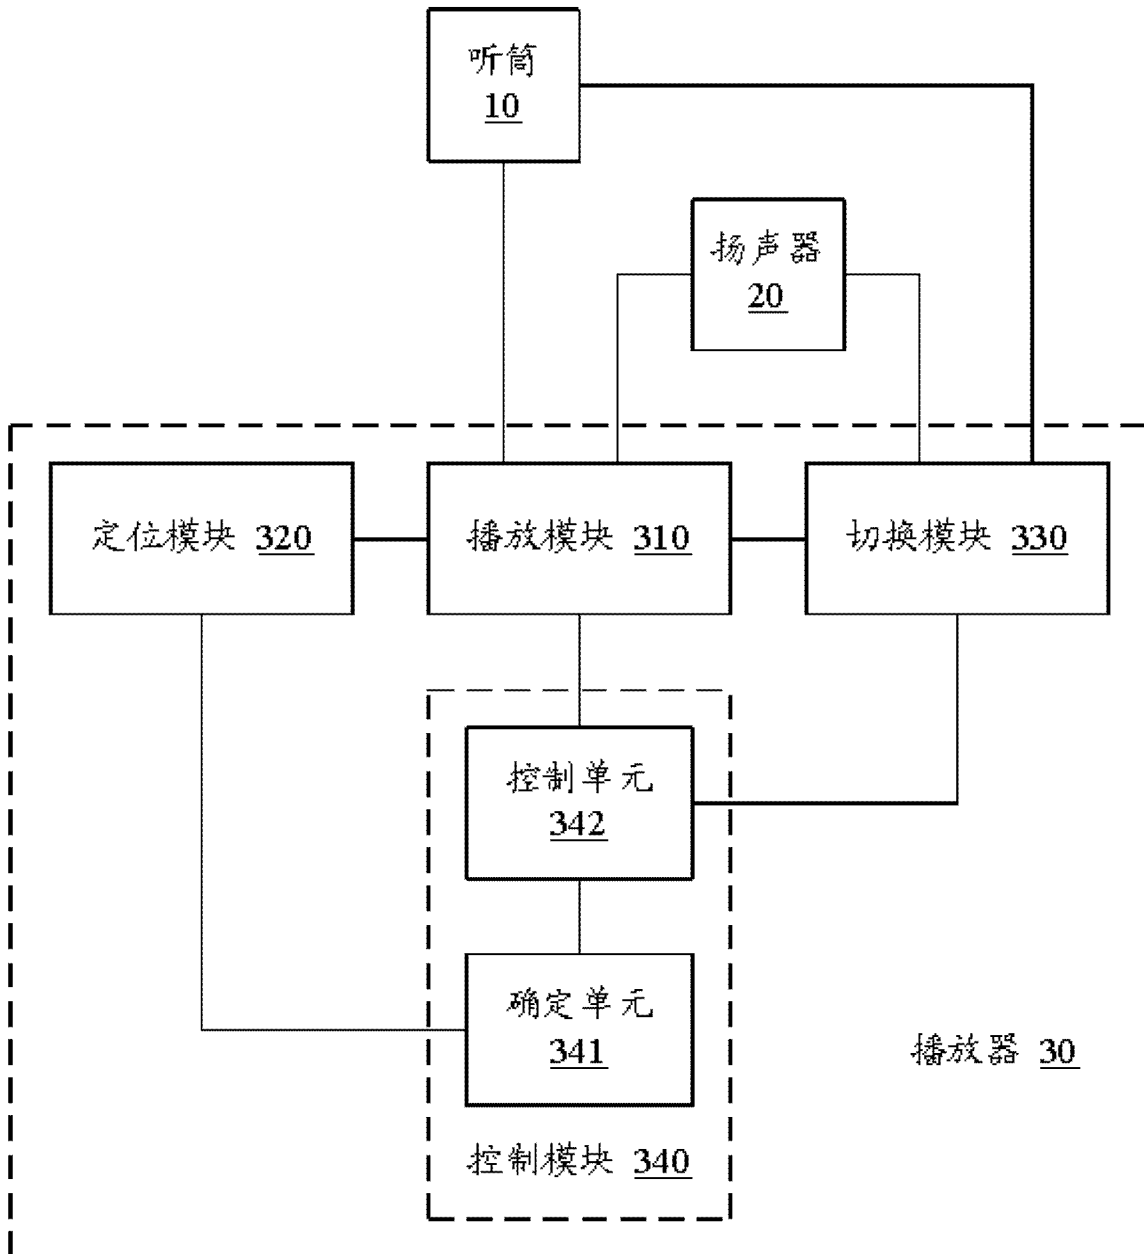 听筒
10
扬声器
20
定位模块 320
播放模块 310
切换模块 330
控制单元
342
确定单元
341
播放器 30
控制模块 340